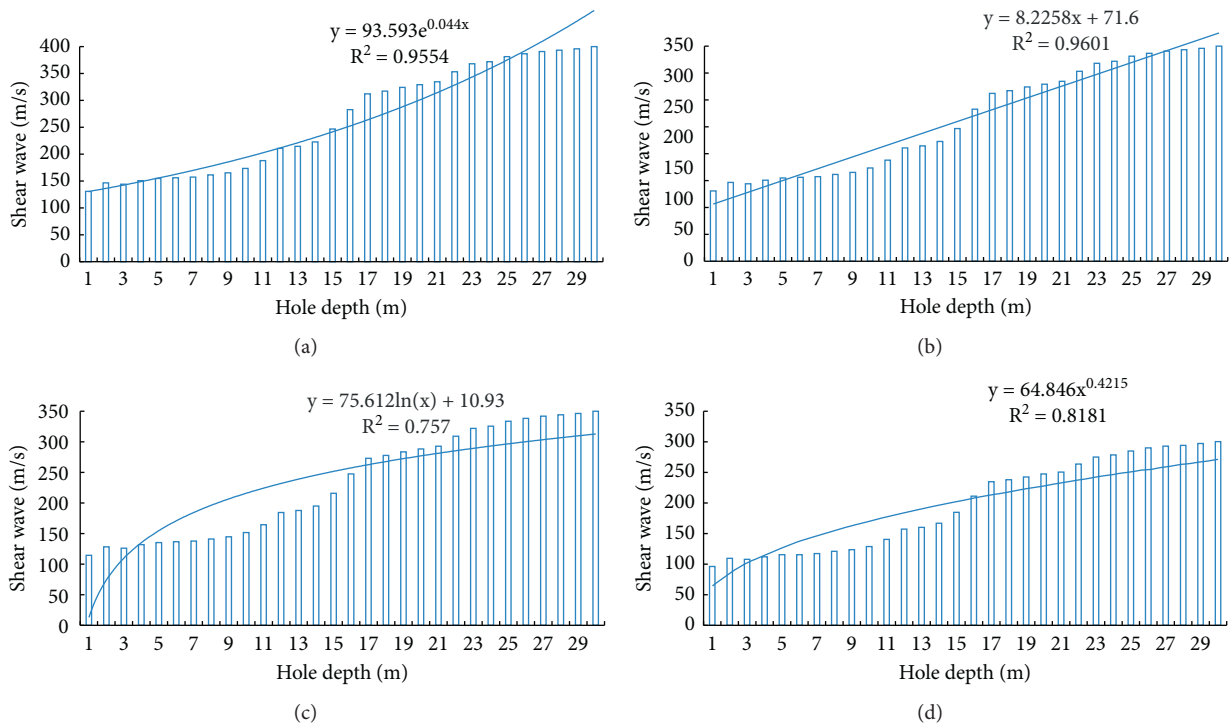 y = 93.593e^0.044x
R² = 0.9554
400
350
300
250
200
150
100
50
0
Shear wave (m/s)
1 3 5 7 9 11 13 15 17 19 21 23 25 27 29
Hole depth (m)
(a)
y = 8.2258x + 71.6
R² = 0.9601
350
300
250
200
150
100
50
0
Shear wave (m/s)
1 3 5 7 9 11 13 15 17 19 21 23 25 27 29
Hole depth (m)
(b)
y = 75.612ln(x) + 10.93
R² = 0.757
350
300
250
200
150
100
50
0
Shear wave (m/s)
1 3 5 7 9 11 13 15 17 19 21 23 25 27 29
Hole depth (m)
(c)
y = 64.846x^0.4215
R² = 0.8181
350
300
250
200
150
100
50
0
Shear wave (m/s)
1 3 5 7 9 11 13 15 17 19 21 23 25 27 29
Hole depth (m)
(d)